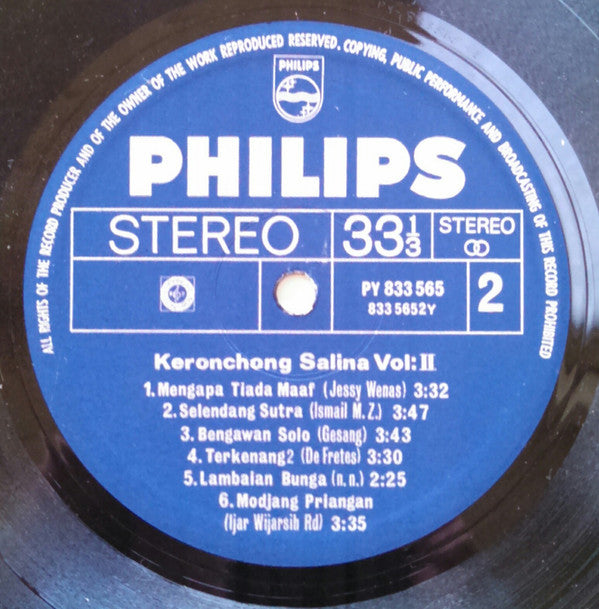 ALL RIGHTS OF THE RECORD PRODUCER AND OF THE OWNER OF THE WORK REPRODUCED RESERVED. COPYING, PUBLIC PERFORMANCE AND BROADCASTING OF THIS RECORD PROHIBITED
PHILIPS
PHILIPS
STEREO
33 1/3
STEREO
PY 833 565
833 5652Y
2
Keronchong Salina Vol: II
1. Mengapa Tiada Maaf (Jessy Wenas) 3:32
2. Selendang Sutra (Ismail M.Z.) 3:47
3. Bengawan Solo (Gesang) 3:43
4. Terkenang2 (De Fretes) 3:30
5. Lambaian Bunga (n.n.) 2:25
6. Modjang Priangan
(Ijar Wijarsih Rd) 3:35